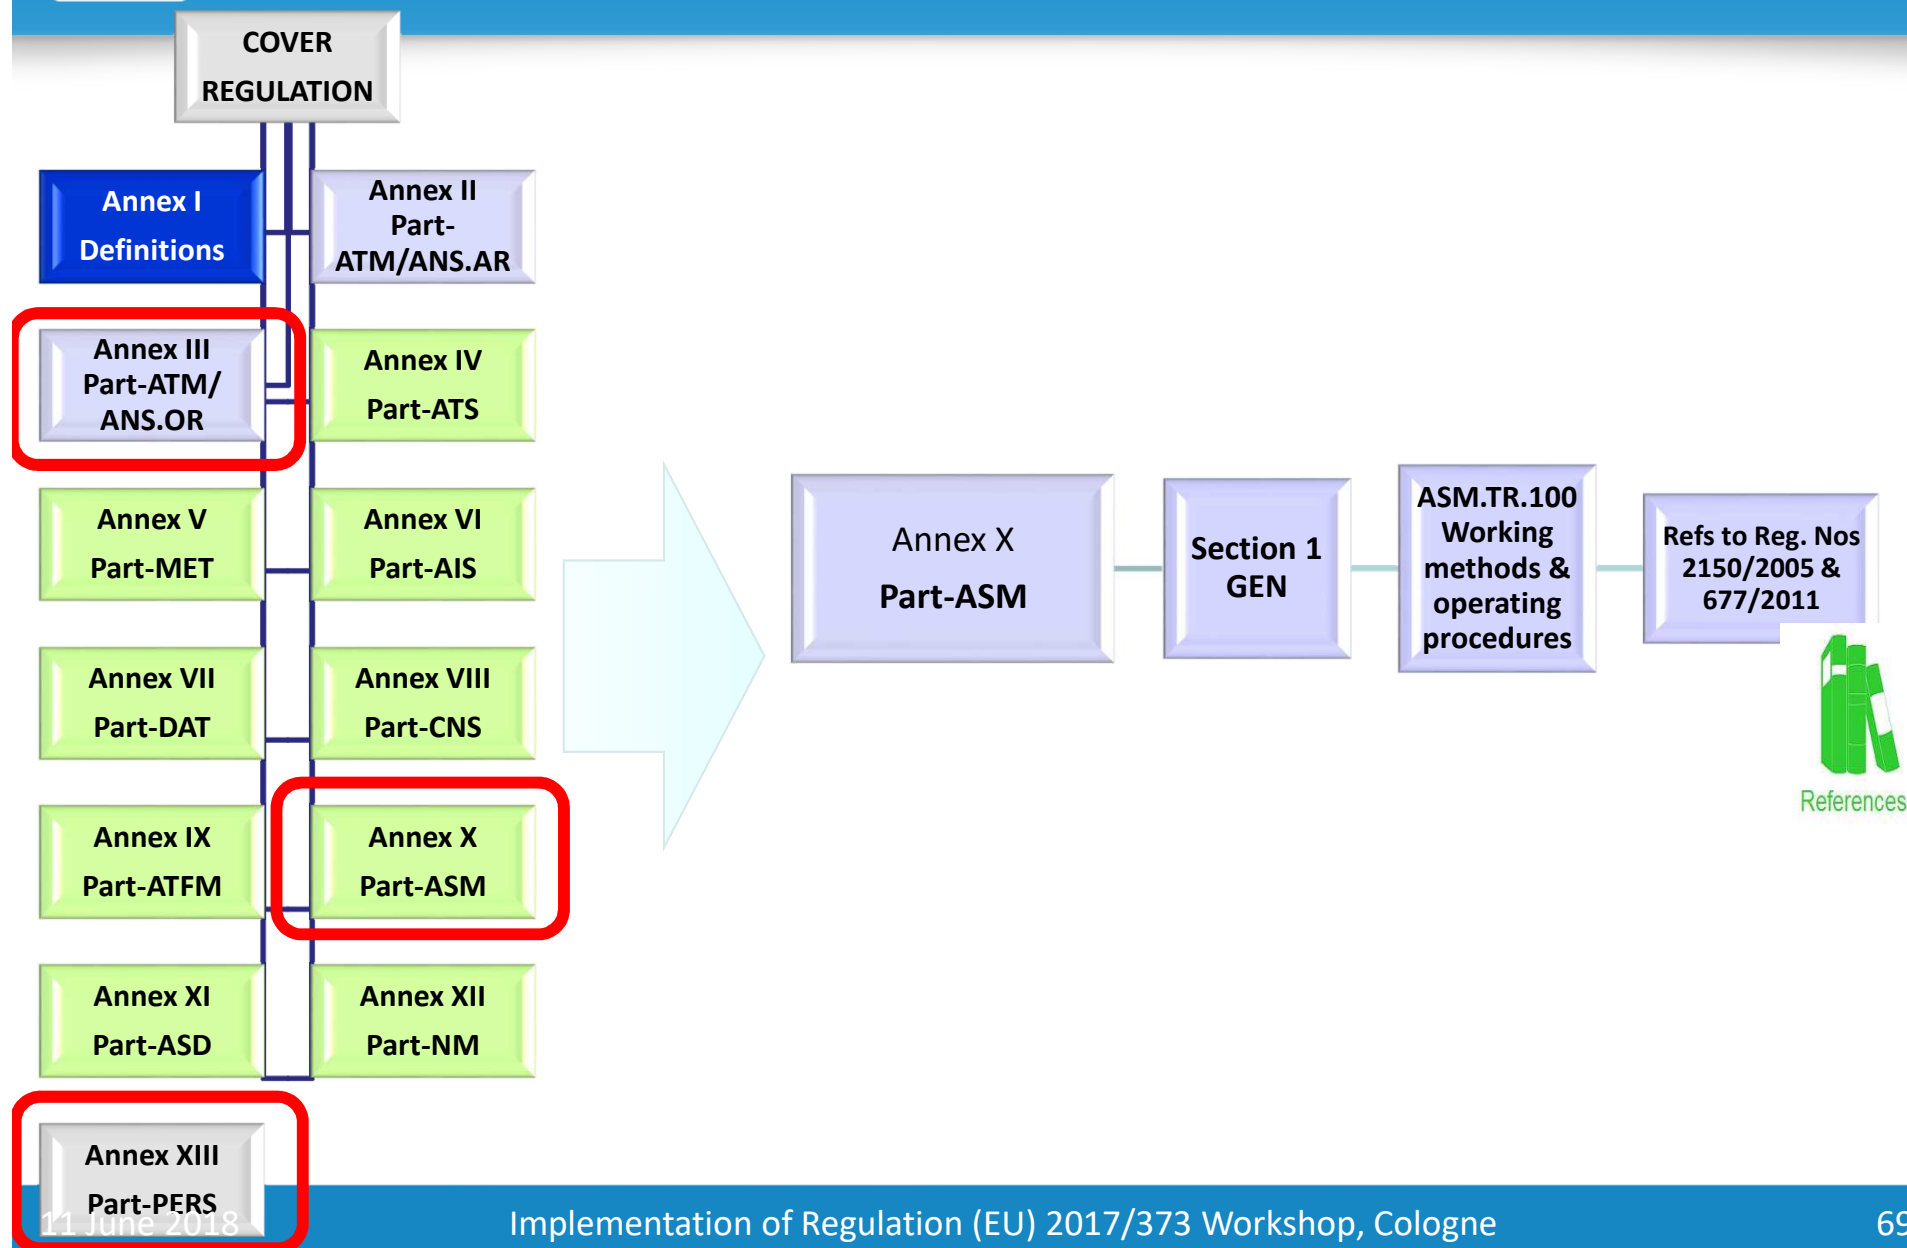 COVER
REGULATION
Annex I
Definitions
Annex II
Part-
ATM/ANS.AR
Annex III
Part-ATM/
ANS.OR
Annex IV
Part-ATS
Annex V
Part-MET
Annex VI
Part-AIS
Annex VII
Part-DAT
Annex VIII
Part-CNS
Annex IX
Part-ATFM
Annex X
Part-ASM
Annex XI
Part-ASD
Annex XII
Part-NM
Annex XIII
Part-PERS
Annex X
Part-ASM
Section 1
GEN
ASM.TR.100
Working
methods &
operating
procedures
Refs to Reg. Nos
2150/2005 &
677/2011
References
11 June 2018
Implementation of Regulation (EU) 2017/373 Workshop, Cologne
69